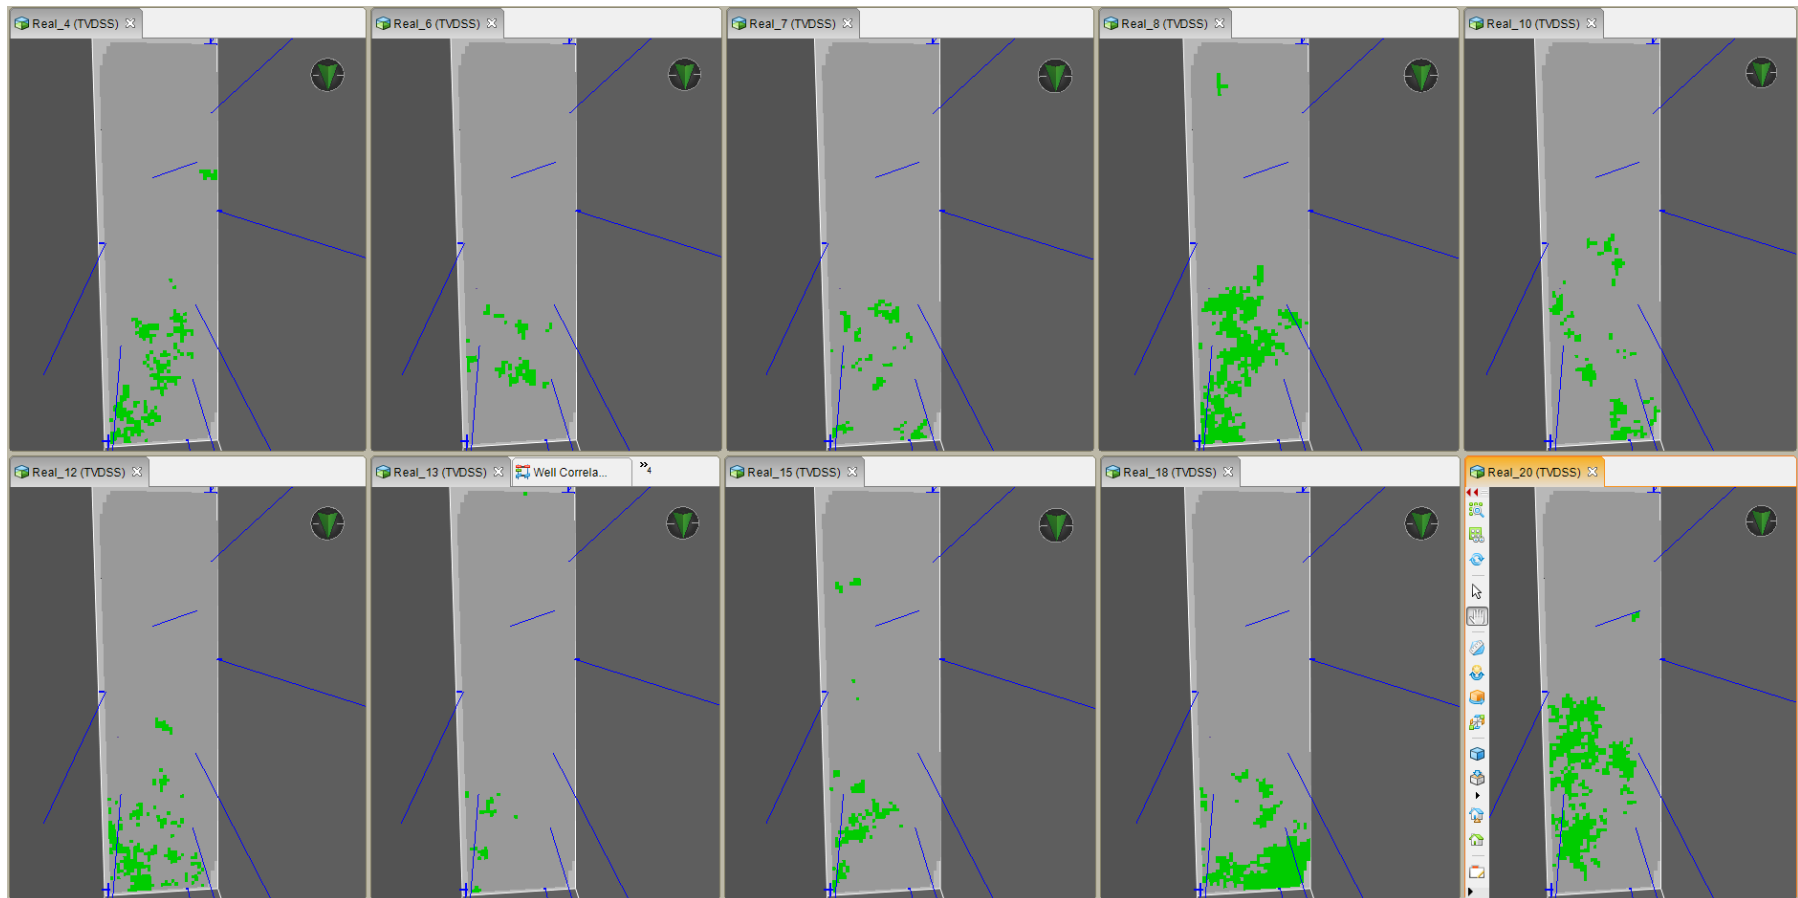 Real_4 (TVDSS)
Real_6 (TVDSS)
Real_7 (TVDSS)
Real_8 (TVDSS)
Real_10 (TVDSS)
Real_12 (TVDSS)
Real_13 (TVDSS)
Well Correla...
»4
Real_15 (TVDSS)
Real_18 (TVDSS)
Real_20 (TVDSS)